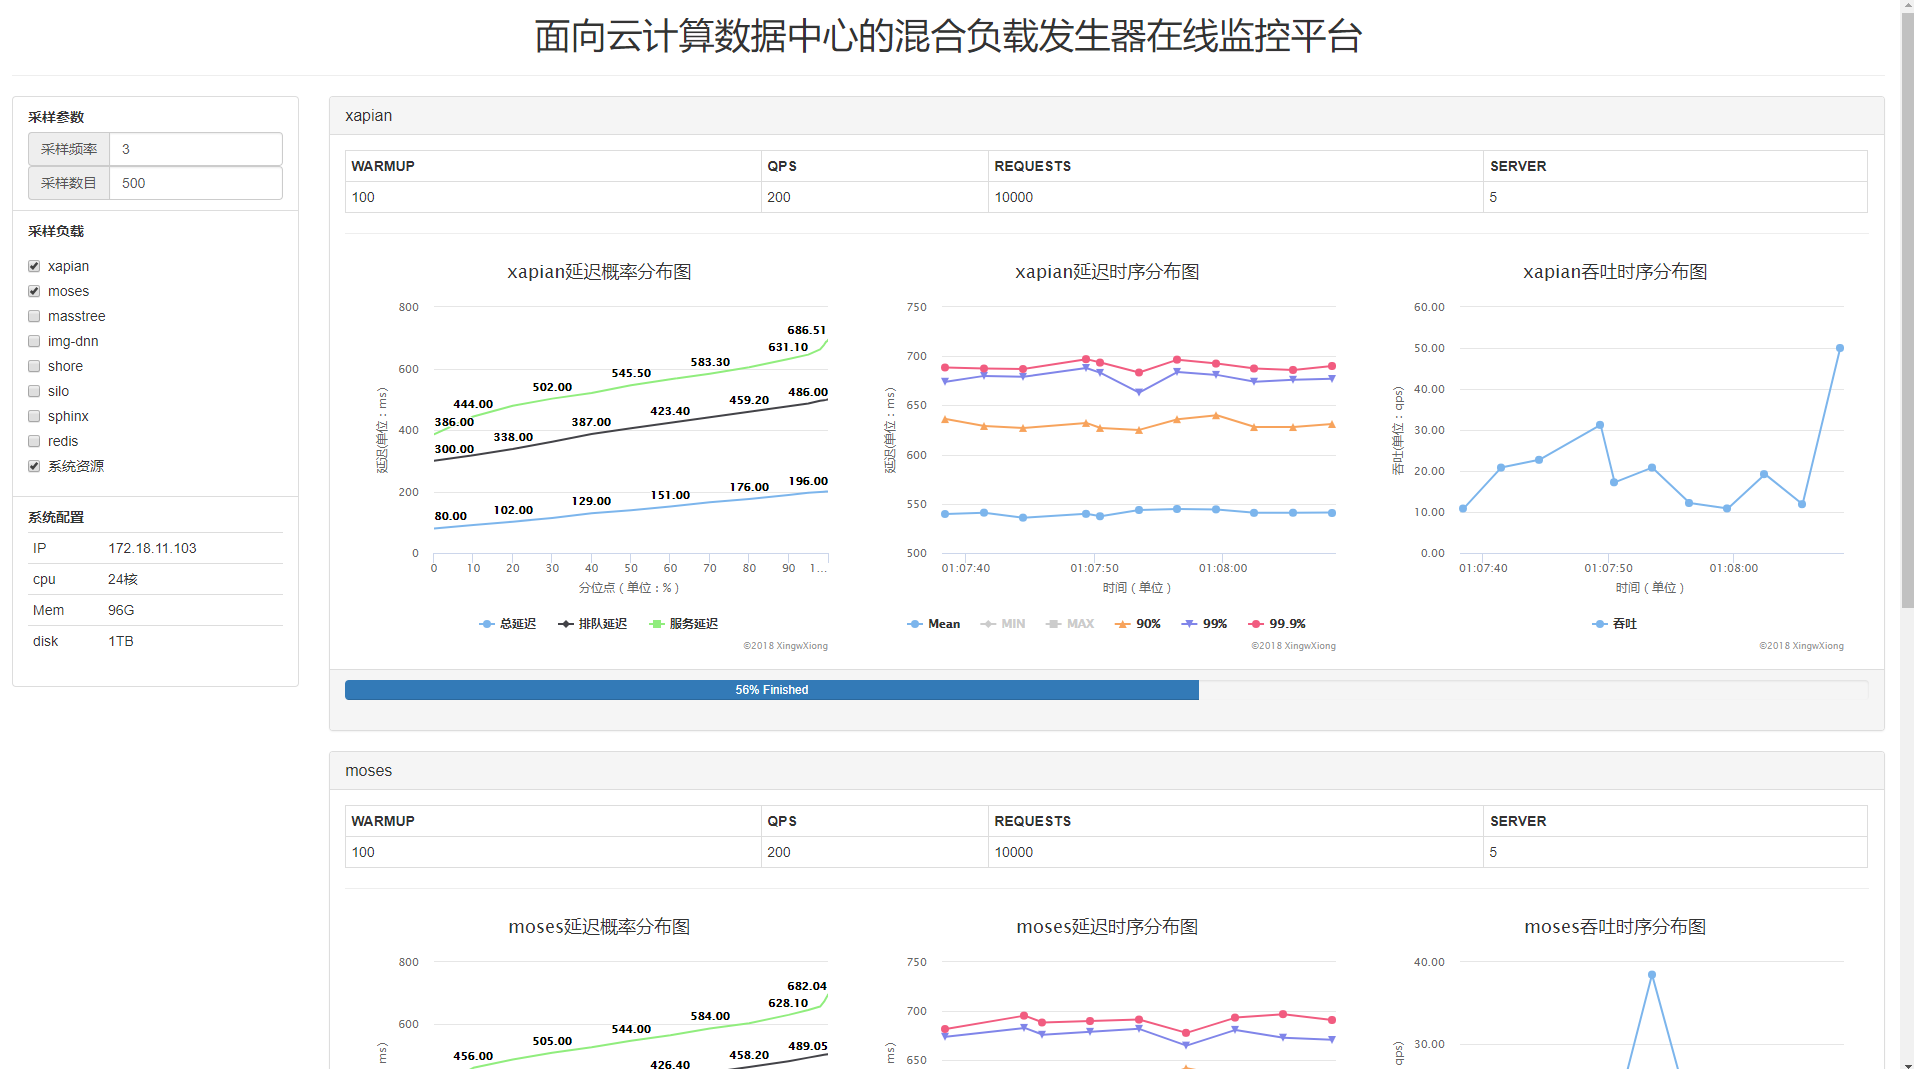 面向云计算数据中心的混合负载发生器在线监控平台
采样参数
采样频率 3
采样数目 500
采样负载
xapian
moses
masstree
img-dnn
shore
silo
sphinx
redis
系统资源
系统配置
IP 172.18.11.103
cpu 24核
Mem 96G
disk 1TB
xapian
WARMUP QPS REQUESTS SERVER
100 200 10000 5
xapian延迟概率分布图
800
600
400
200
0
延迟(单位：ms)
686.51
631.10
583.30
545.50
502.00
444.00
386.00
486.00
459.20
423.40
387.00
338.00
300.00
196.00
176.00
151.00
129.00
102.00
80.00
0 10 20 30 40 50 60 70 80 90 1...
分位点（单位：%）
总延迟 排队延迟 服务延迟
©2018 XingwXiong
xapian延迟时序分布图
750
700
650
600
550
500
延迟(单位：ms)
01:07:40 01:07:50 01:08:00
时间（单位）
Mean MIN MAX 90% 99% 99.9%
©2018 XingwXiong
xapian吞吐时序分布图
60.00
50.00
40.00
30.00
20.00
10.00
0.00
吞吐(单位：qps)
01:07:40 01:07:50 01:08:00
时间（单位）
吞吐
©2018 XingwXiong
56% Finished
moses
WARMUP QPS REQUESTS SERVER
100 200 10000 5
moses延迟概率分布图
800
600
ms)
682.04
628.10
584.00
544.00
505.00
456.00
489.05
458.20
426.40
moses延迟时序分布图
750
700
650
ms)
moses吞吐时序分布图
40.00
30.00
qps)